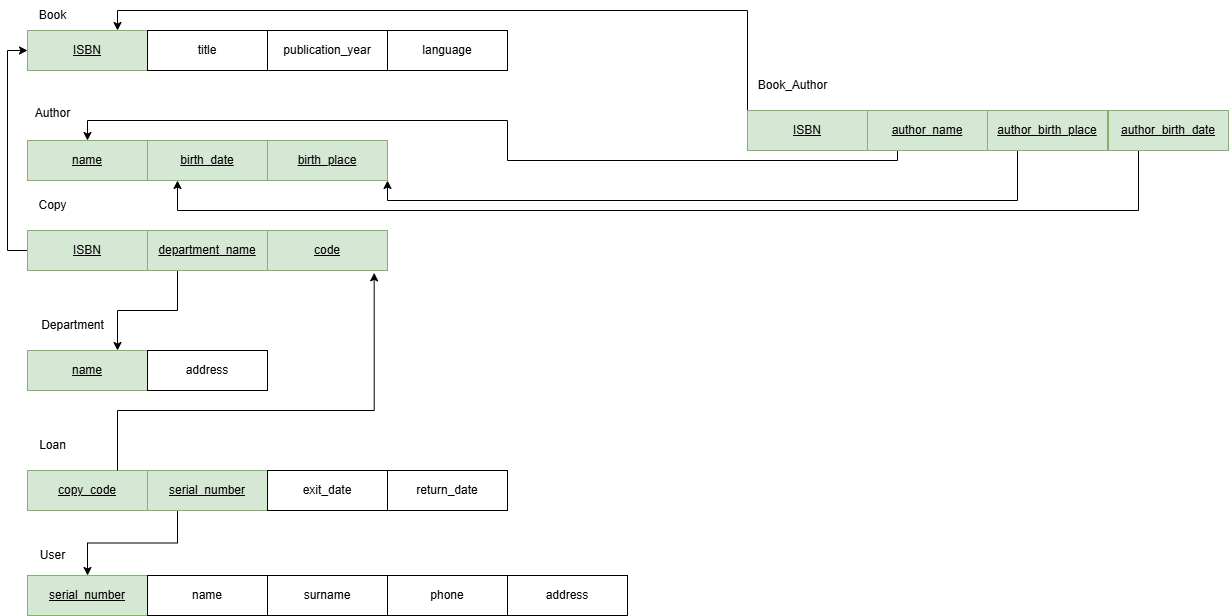 Book
ISBN title publication_year language
Book_Author
ISBN author_name author_birth_place author_birth_date
Author
name birth_date birth_place
Copy
ISBN department_name code
Department
name address
Loan
copy_code serial_number exit_date return_date
User
serial_number name surname phone address